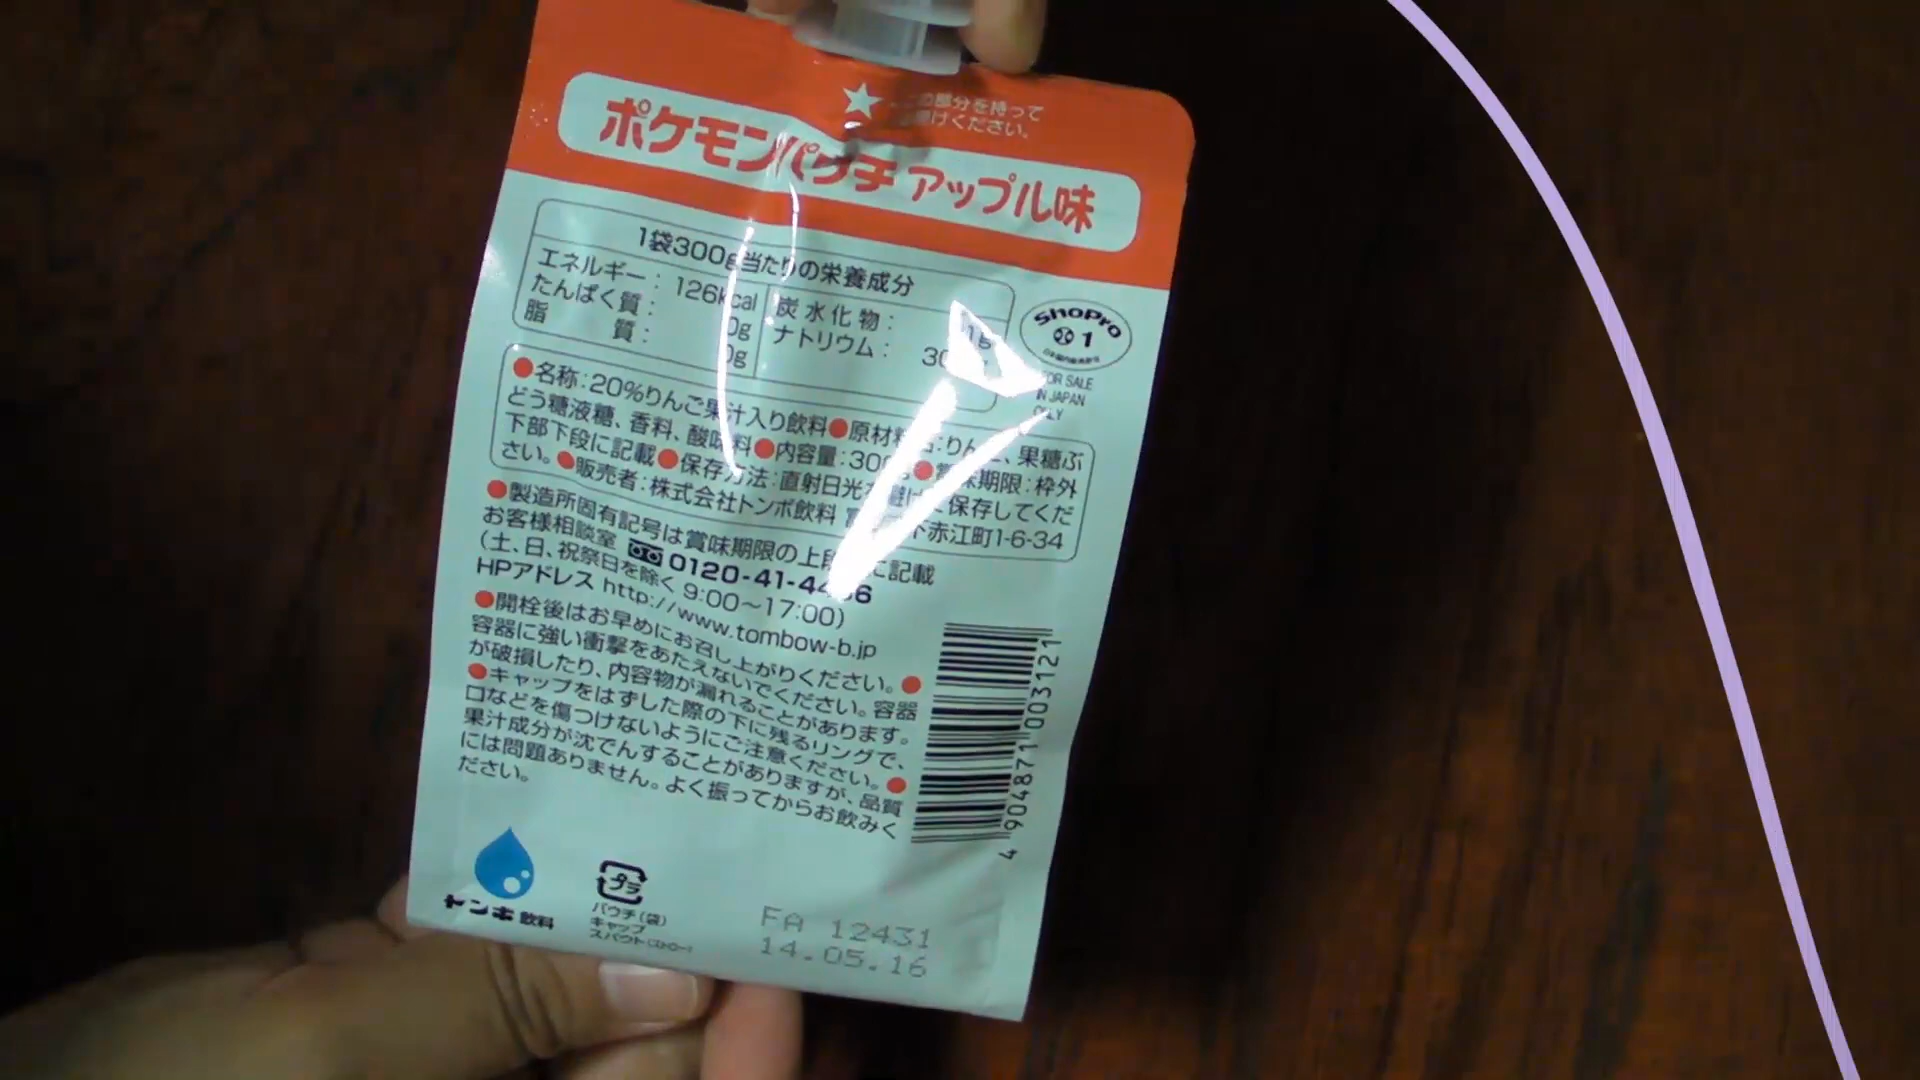 この部分を持って
開けください。
ポケモンパウチ アップル味
1袋300g当たりの栄養成分
エネルギー: 126kcal
たんぱく質: 0g
脂 質: 0g
炭水化物:
ナトリウム:
ShoPro
1
FOR SALE
IN JAPAN
ONLY
●名称:20%りんご果汁入り飲料●原材料名:りんご、果糖ぶ
どう糖液糖、香料、酸味料●内容量:300g●賞味期限:枠外
下部下段に記載●保存方法:直射日光を避けて保存してくだ
さい。●販売者:株式会社トンボ飲料 下赤江町1-6-34
●製造所固有記号は賞味期限の上段に記載
お客様相談室 0120-41-44
(土、日、祝祭日を除く 9:00〜17:00)
HPアドレス http://www.tombow-b.jp
●開栓後はお早めにお召し上がりください。●
容器に強い衝撃をあたえないでください。容器
が破損したり、内容物が漏れることがあります。
●キャップをはずした際の下に残るリングで、
口などを傷つけないようにご注意ください。●
果汁成分が沈でんすることがありますが、品質
には問題ありません。よく振ってからお飲みく
ださい。
4 904871 003121
トンボ飲料
プラ
パウチ(袋)
キャップ
スパウト(ストロー)
FA 12431
14.05.16